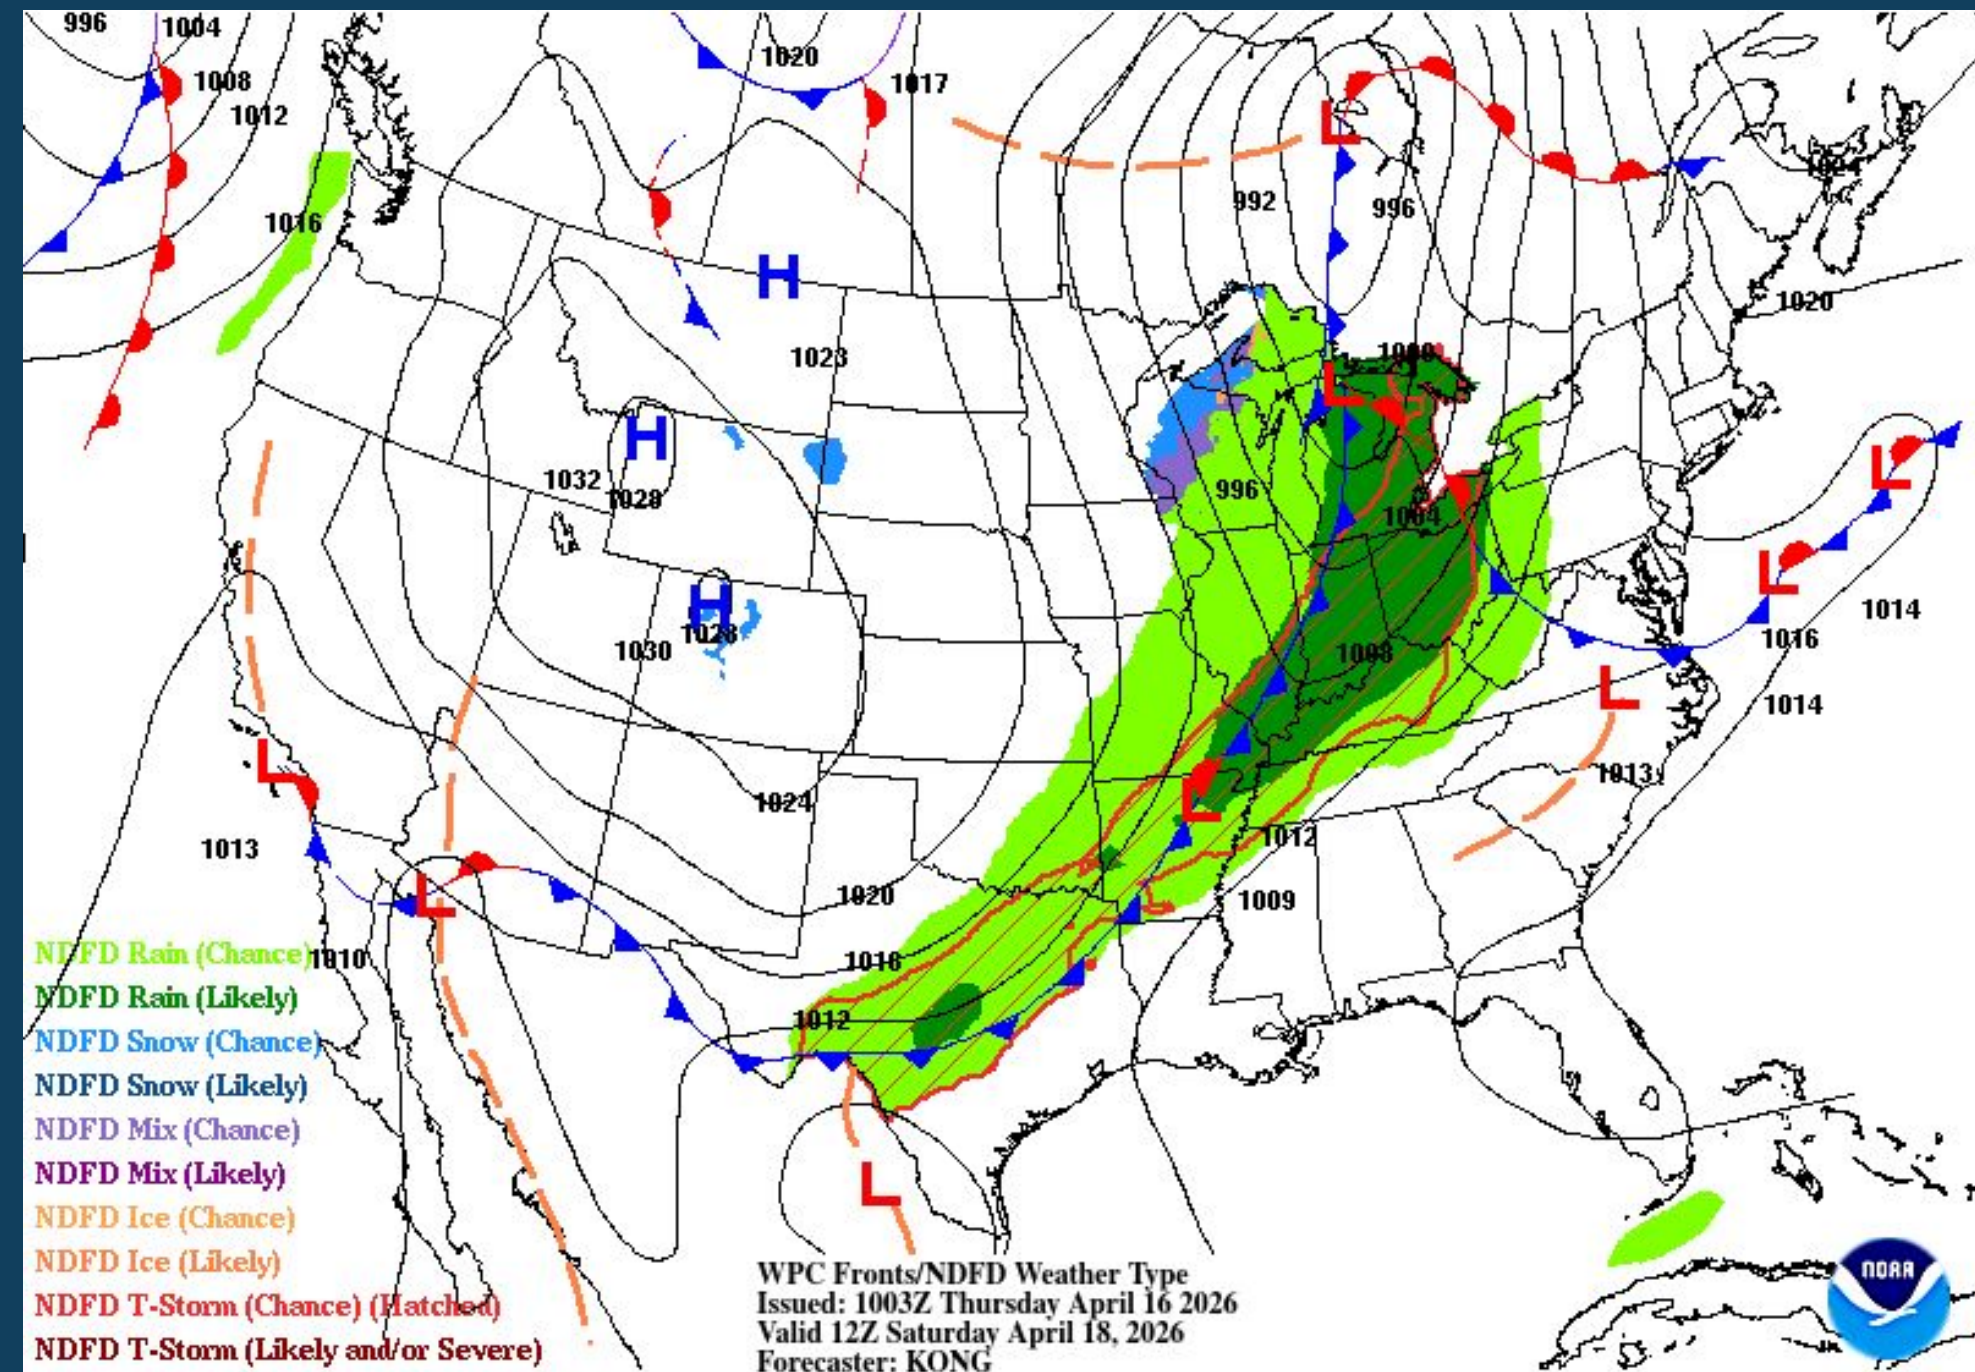 996
1004
1020
1008
1017
1012
L
1024
992
996
1016
H
1020
1023
1000
L
H
L
1032
1028
996
1004
L
H
1014
1028
1016
1030
1008
L
1014
L
1013
L
1024
1012
1013
L
1020
1009
NDFD Rain (Chance)
1010
1016
NDFD Rain (Likely)
1012
NDFD Snow (Chance)
NDFD Snow (Likely)
NDFD Mix (Chance)
NDFD Mix (Likely)
L
NDFD Ice (Chance)
NDFD Ice (Likely)
NDFD T-Storm (Chance) (Hatched)
NDFD T-Storm (Likely and/or Severe)
WPC Fronts/NDFD Weather Type
Issued: 1003Z Thursday April 16 2026
Valid 12Z Saturday April 18, 2026
Forecaster: KONG
NOAA